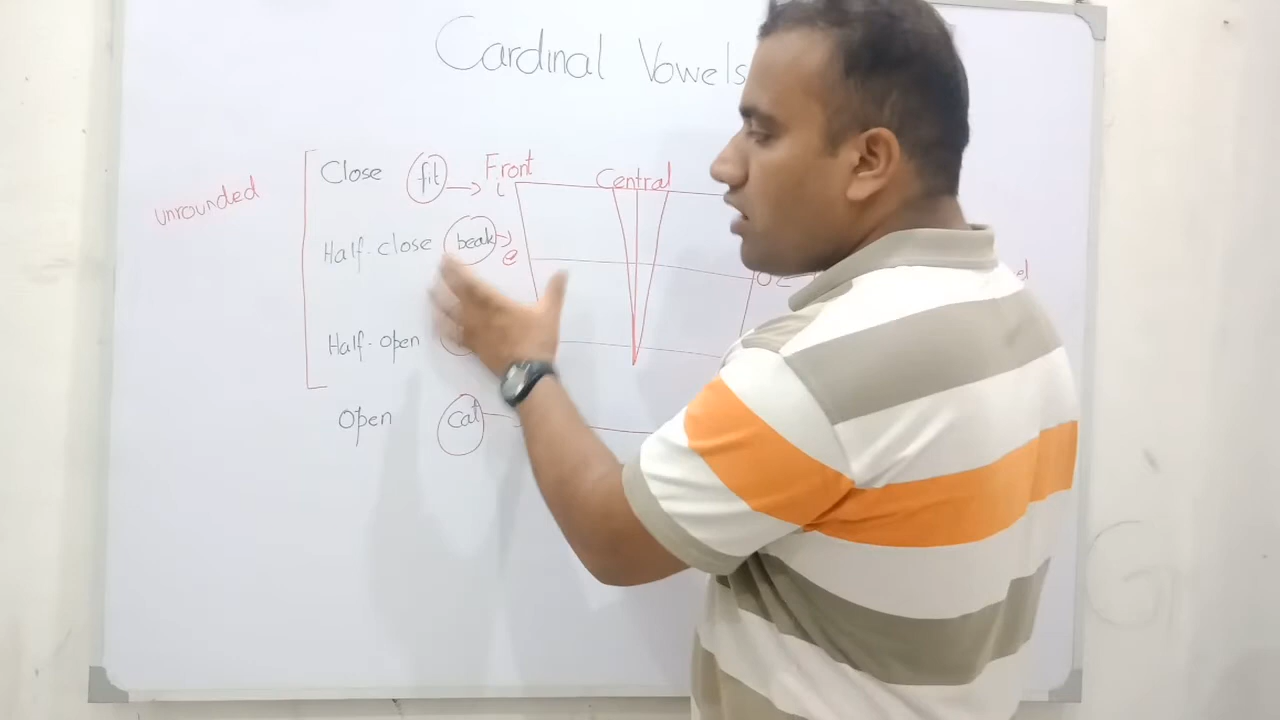 Cardinal Vowels
Close fit → Front Central
unrounded
Half-close beak → e
o
Half-open
Open cat